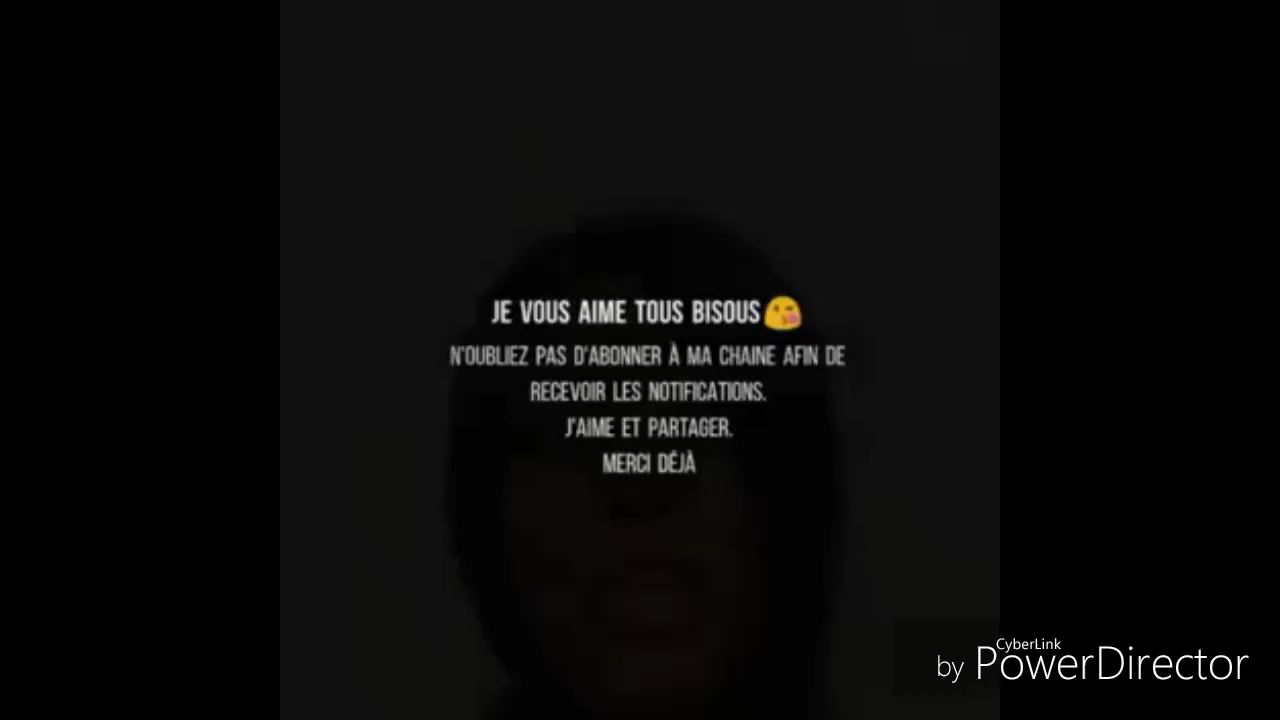 JE VOUS AIME TOUS BISOUS😘
N'OUBLIEZ PAS D'ABONNER À MA CHAINE AFIN DE
RECEVOIR LES NOTIFICATIONS.
J'AIME ET PARTAGER.
MERCI DÉJÀ
CyberLink
by PowerDirector